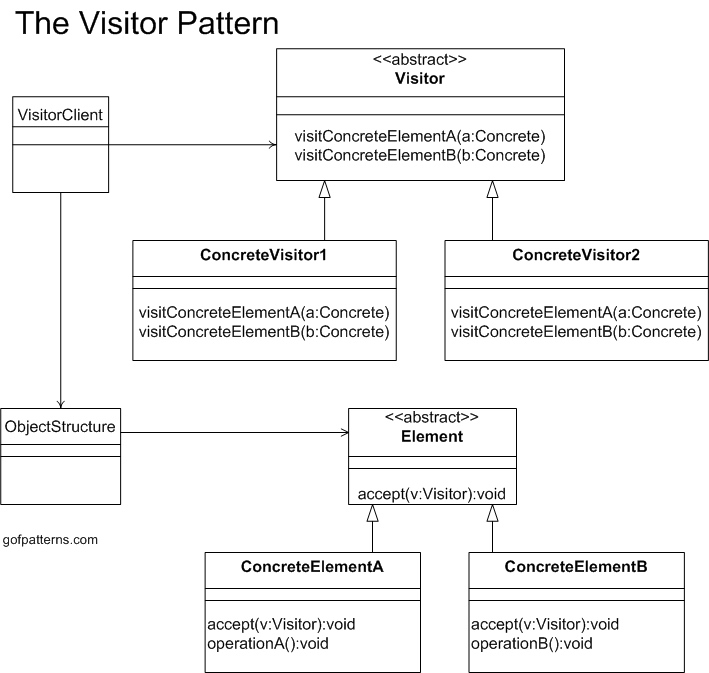 The Visitor Pattern
<<abstract>>
Visitor
visitConcreteElementA(a:Concrete)
visitConcreteElementB(b:Concrete)
VisitorClient
ConcreteVisitor1
visitConcreteElementA(a:Concrete)
visitConcreteElementB(b:Concrete)
ConcreteVisitor2
visitConcreteElementA(a:Concrete)
visitConcreteElementB(b:Concrete)
ObjectStructure
<<abstract>>
Element
accept(v:Visitor):void
gofpatterns.com
ConcreteElementA
accept(v:Visitor):void
operationA():void
ConcreteElementB
accept(v:Visitor):void
operationB():void